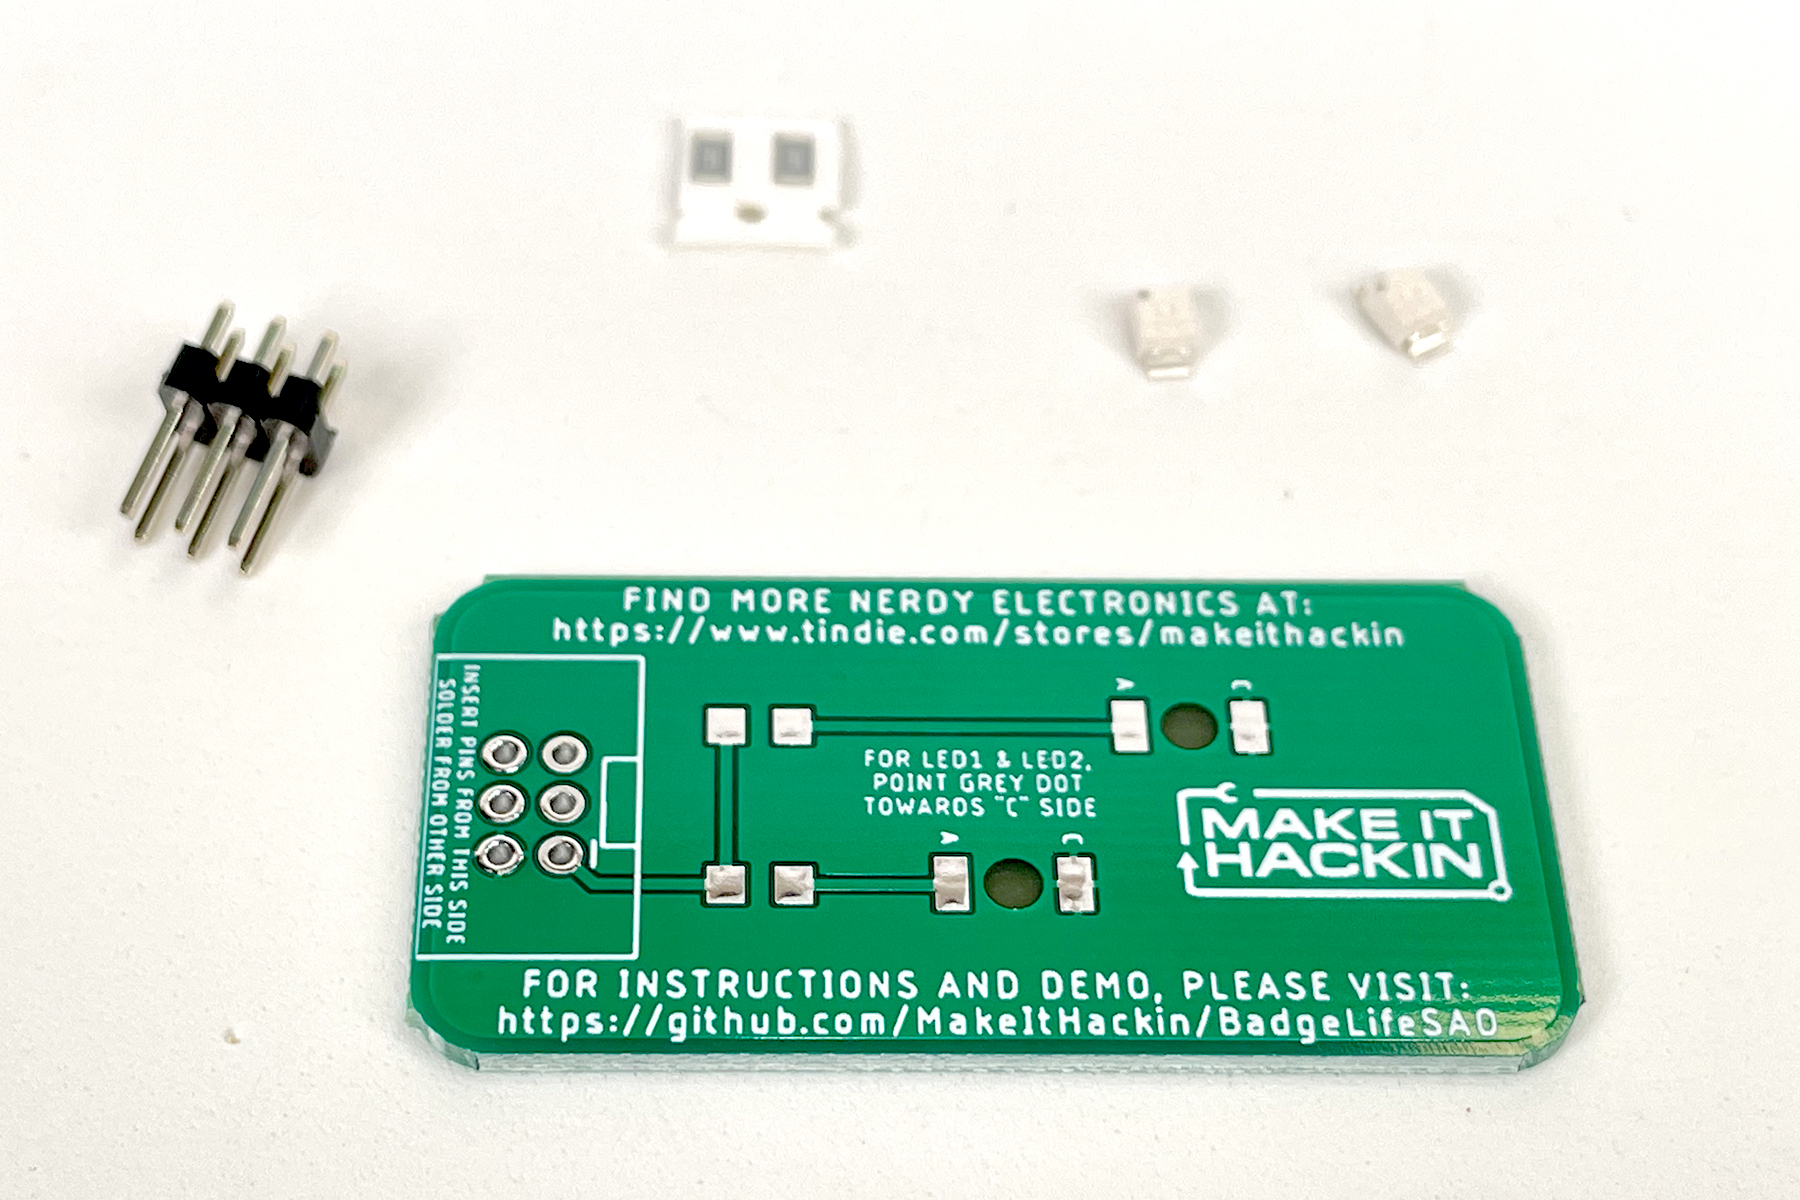 FIND MORE NERDY ELECTRONICS AT:
https://www.tindie.com/stores/makeithackin
INSERT PINS FROM THIS SIDE
SOLDER FROM OTHER SIDE
A
C
FOR LED1 & LED2,
POINT GREY DOT
TOWARDS "C" SIDE
A
C
MAKE IT
HACKIN
FOR INSTRUCTIONS AND DEMO, PLEASE VISIT:
https://github.com/MakeItHackin/BadgeLifeSAO